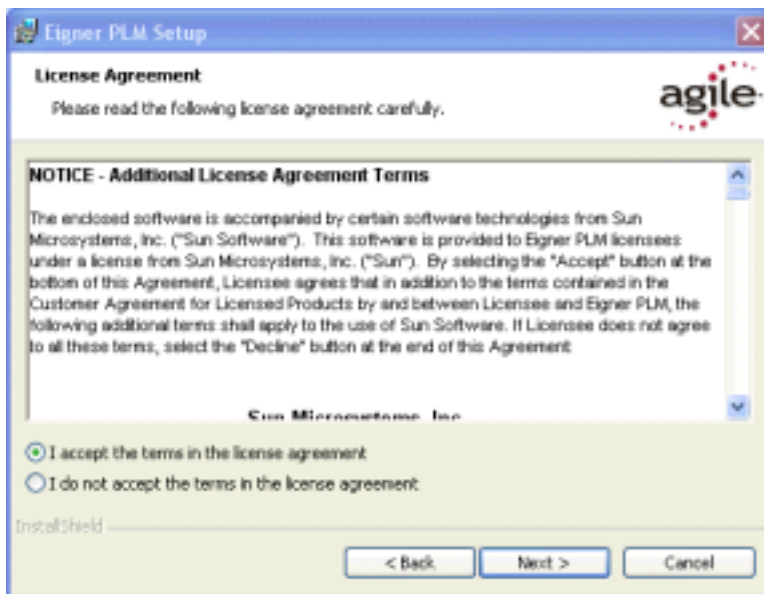 Eigner PLM Setup
License Agreement
Please read the following license agreement carefully.
agile
NOTICE - Additional License Agreement Terms
The enclosed software is accompanied by certain software technologies from Sun
Microsystems, Inc. ("Sun Software"). This software is provided to Eigner PLM licensees
under a license from Sun Microsystems, Inc. ("Sun"). By selecting the "Accept" button at the
bottom of this Agreement, Licensee agrees that in addition to the terms contained in the
Customer Agreement for Licensed Products by and between Licensee and Eigner PLM, the
following additional terms shall apply to the use of Sun Software. If Licensee does not agree
to all these terms, select the "Decline" button at the end of this Agreement
Sun Microsystems, Inc.
I accept the terms in the license agreement
I do not accept the terms in the license agreement
InstallShield
< Back
Next >
Cancel